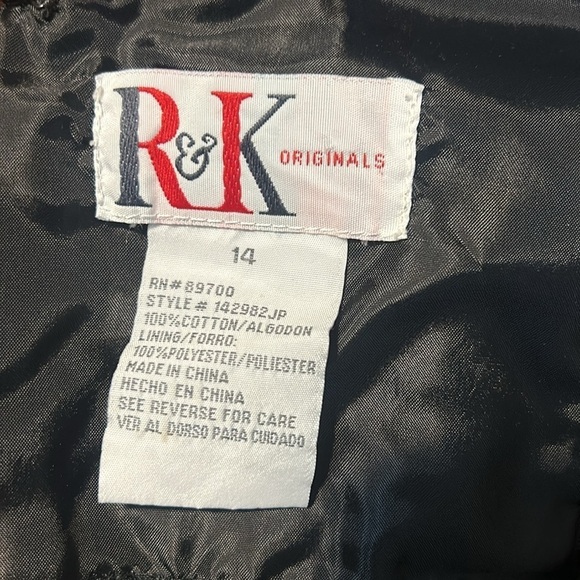 R&K ORIGINALS
14
RN# 89700
STYLE # 142982JP
100%COTTON/ALGODON
LINING/FORRO:
100%POLYESTER/POLIESTER
MADE IN CHINA
HECHO EN CHINA
SEE REVERSE FOR CARE
VER AL DORSO PARA CUIDADO